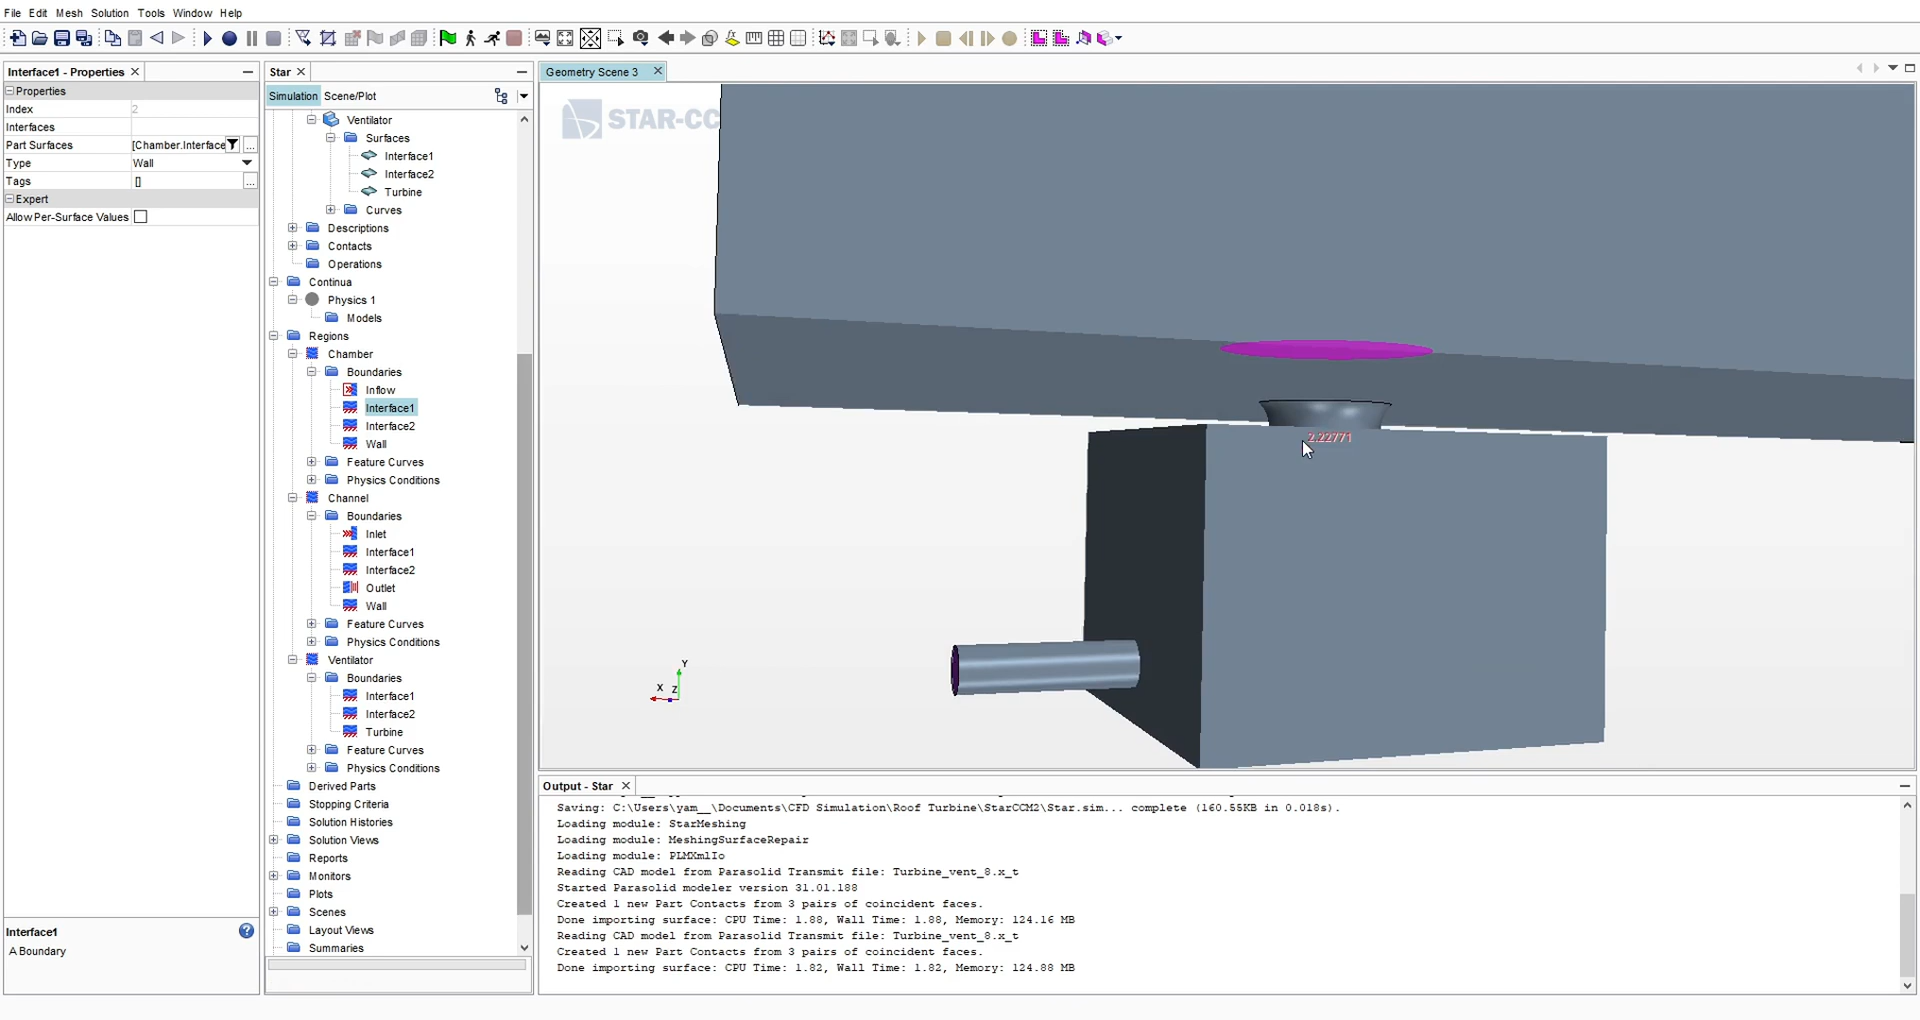 File Edit Mesh Solution Tools Window Help
Interface1 - Properties
Properties
Index 2
Interfaces
Part Surfaces [Chamber.Interface ...
Type Wall
Tags [] ...
Expert
Allow Per-Surface Values
Interface1
A Boundary
Star
Simulation Scene/Plot
Ventilator
Surfaces
Interface1
Interface2
Turbine
Curves
Descriptions
Contacts
Operations
Continua
Physics 1
Models
Regions
Chamber
Boundaries
Inflow
Interface1
Interface2
Wall
Feature Curves
Physics Conditions
Channel
Boundaries
Inlet
Interface1
Interface2
Outlet
Wall
Feature Curves
Physics Conditions
Ventilator
Boundaries
Interface1
Interface2
Turbine
Feature Curves
Physics Conditions
Derived Parts
Stopping Criteria
Solution Histories
Solution Views
Reports
Monitors
Plots
Scenes
Layout Views
Summaries
Geometry Scene 3
STAR-CC
2.22771
Y
X Z
Output - Star
Saving: C:\Users\yam__\Documents\CFD Simulation\Roof Turbine\StarCCM2\Star.sim... complete (160.55KB in 0.018s).
Loading module: StarMeshing
Loading module: MeshingSurfaceRepair
Loading module: PLMXmlIo
Reading CAD model from Parasolid Transmit file: Turbine_vent_8.x_t
Started Parasolid modeler version 31.01.188
Created 1 new Part Contacts from 3 pairs of coincident faces.
Done importing surface: CPU Time: 1.88, Wall Time: 1.88, Memory: 124.16 MB
Reading CAD model from Parasolid Transmit file: Turbine_vent_8.x_t
Created 1 new Part Contacts from 3 pairs of coincident faces.
Done importing surface: CPU Time: 1.82, Wall Time: 1.82, Memory: 124.88 MB